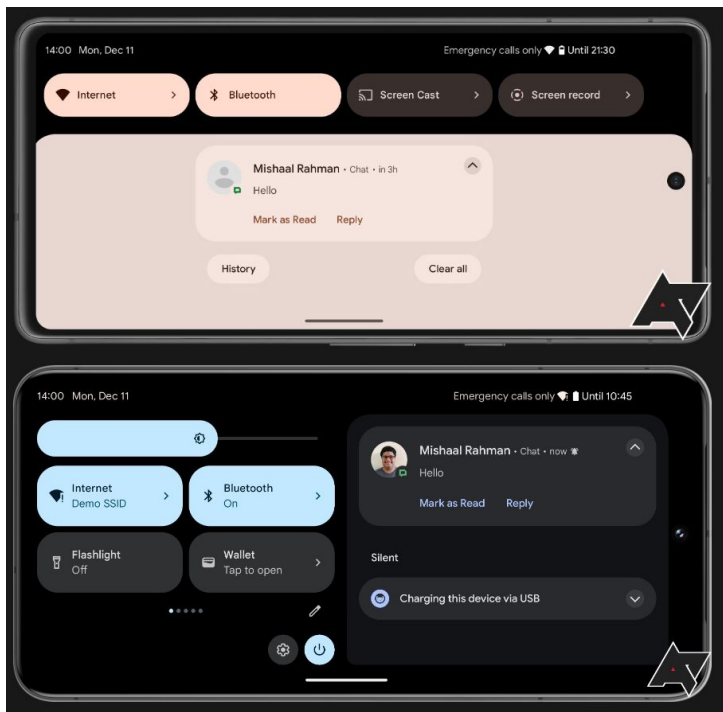 14:00 Mon, Dec 11
Emergency calls only Until 21:30
Internet
Bluetooth
Screen Cast
Screen record
Mishaal Rahman • Chat • in 3h
Hello
Mark as Read Reply
History
Clear all
14:00 Mon, Dec 11
Emergency calls only Until 10:45
Internet
Demo SSID
Bluetooth
On
Flashlight
Off
Wallet
Tap to open
Mishaal Rahman • Chat • now
Hello
Mark as Read Reply
Silent
Charging this device via USB